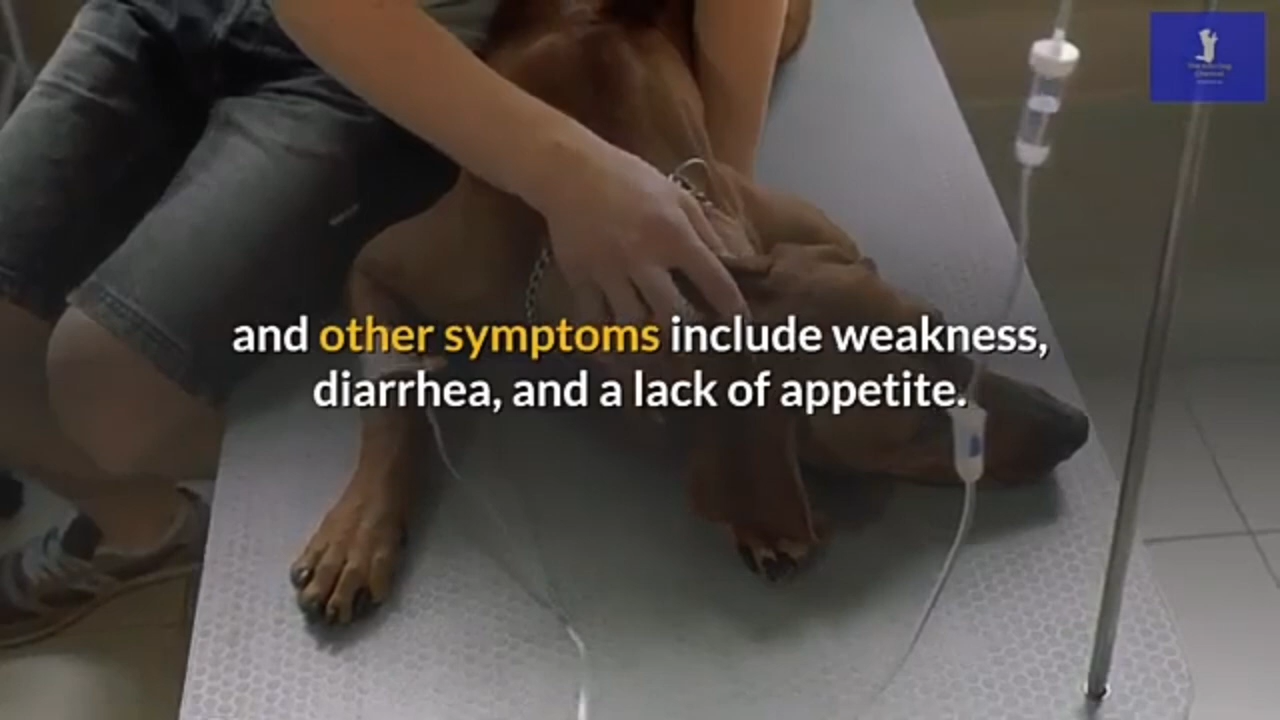 and other symptoms include weakness,
diarrhea, and a lack of appetite.